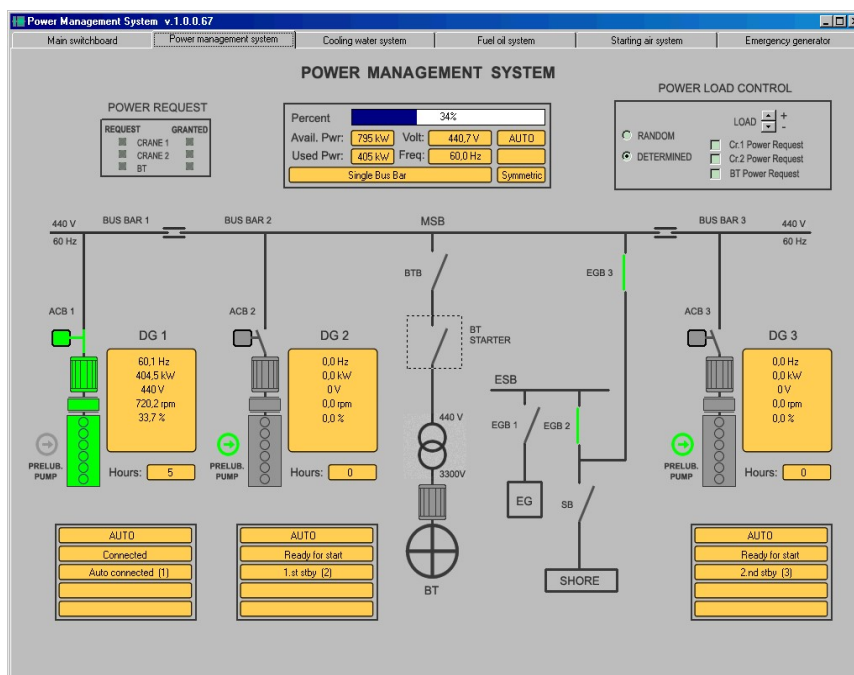 Power Management System v.1.0.0.67
Main switchboard
Power management system
Cooling water system
Fuel oil system
Starting air system
Emergency generator
POWER MANAGEMENT SYSTEM
POWER REQUEST
REQUEST GRANTED
CRANE 1
CRANE 2
BT
Percent 34%
Avail. Pwr: 795 kW Volt: 440,7 V AUTO
Used Pwr: 405 kW Freq: 60,0 Hz
Single Bus Bar Symmetric
POWER LOAD CONTROL
LOAD + -
RANDOM
DETERMINED
Cr.1 Power Request
Cr.2 Power Request
BT Power Request
440 V
60 Hz
BUS BAR 1
BUS BAR 2
MSB
BUS BAR 3
440 V
60 Hz
BTB
EGB 3
ACB 1
DG 1
60,1 Hz
404,5 kW
440 V
720,2 rpm
33,7 %
PRELUB.
PUMP
Hours: 5
ACB 2
DG 2
0,0 Hz
0,0 kW
0 V
0,0 rpm
0,0 %
PRELUB.
PUMP
Hours: 0
BT
STARTER
440 V
3300V
BT
ESB
EGB 1
EGB 2
EG
SB
SHORE
ACB 3
DG 3
0,0 Hz
0,0 kW
0 V
0,0 rpm
0,0 %
PRELUB.
PUMP
Hours: 0
AUTO
Connected
Auto connected (1)
AUTO
Ready for start
1.st stby (2)
AUTO
Ready for start
2.nd stby (3)